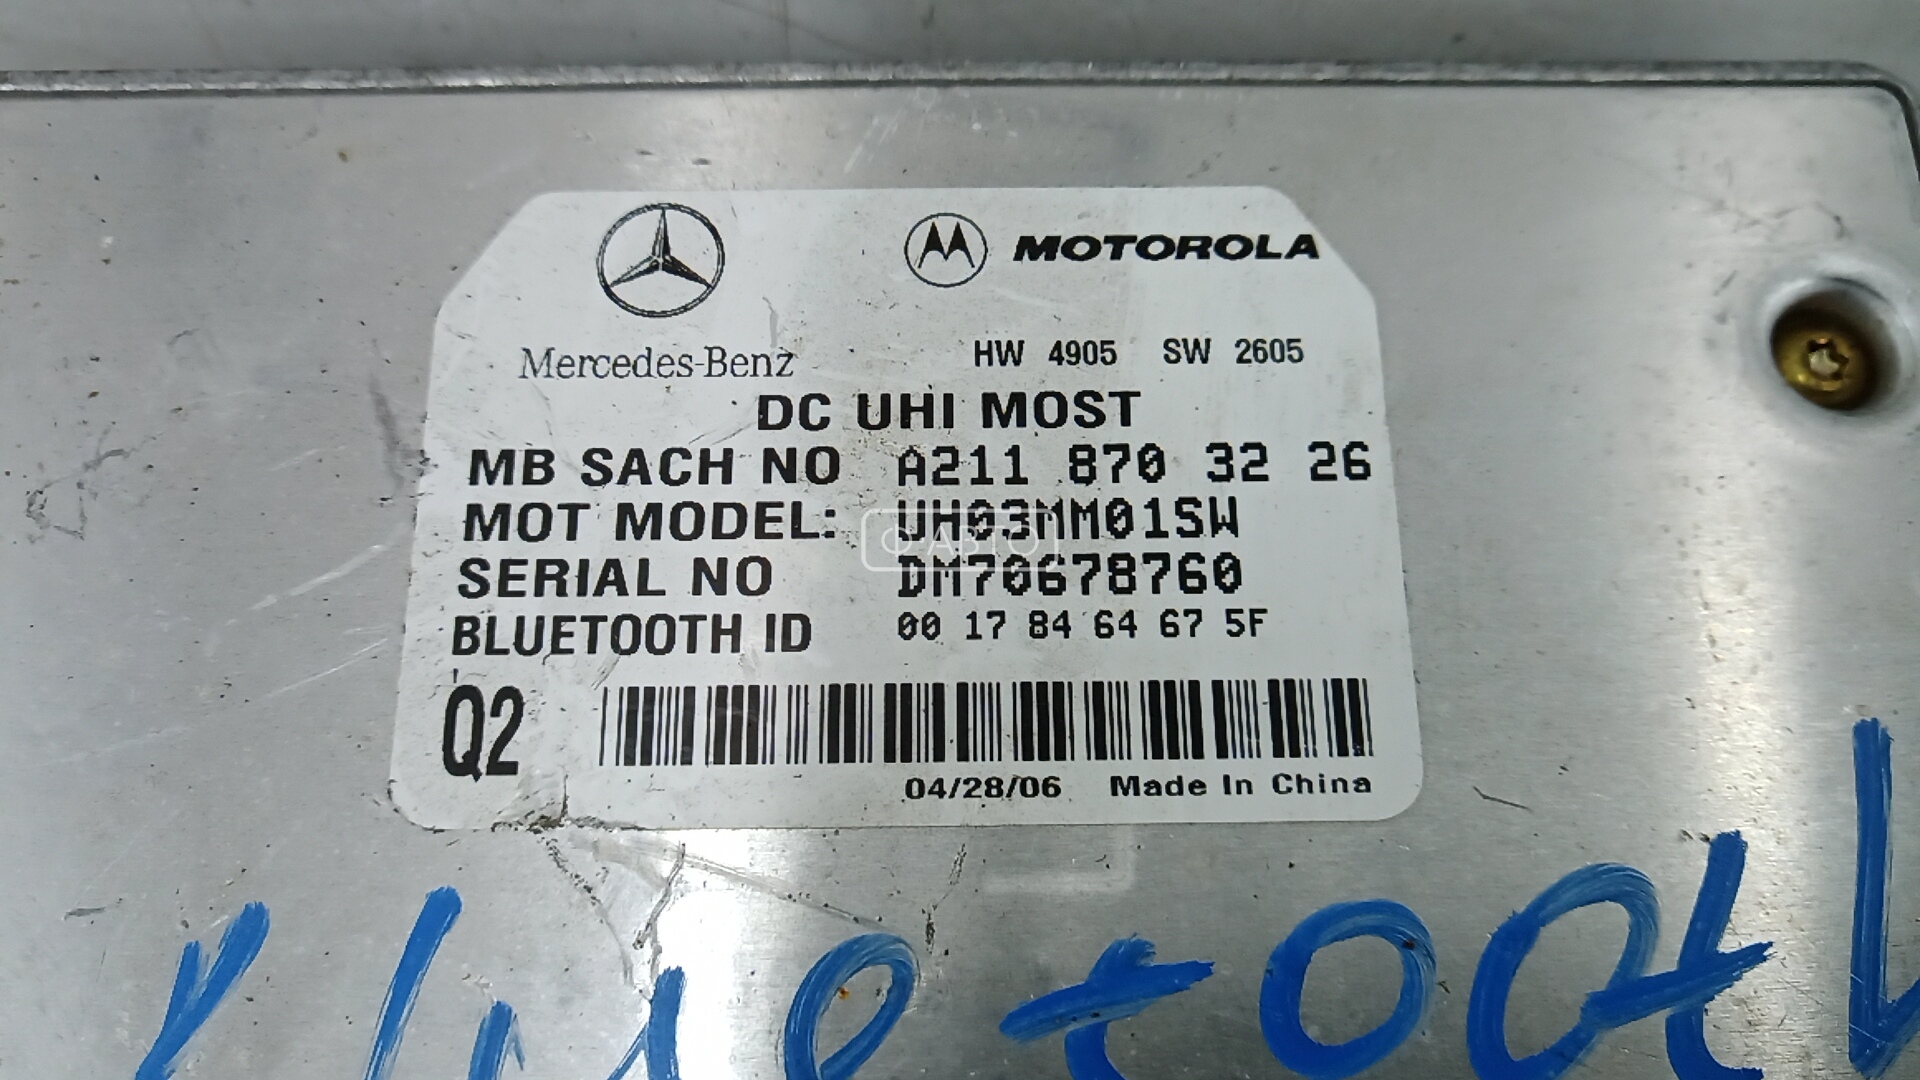 MOTOROLA
Mercedes-Benz
HW 4905 SW 2605
DC UHI MOST
MB SACH NO A211 870 32 26
MOT MODEL: UH03MM01SW
О АВТО
SERIAL NO DM70678760
BLUETOOTH ID 00 17 84 64 67 5F
Q2
04/28/06 Made In China